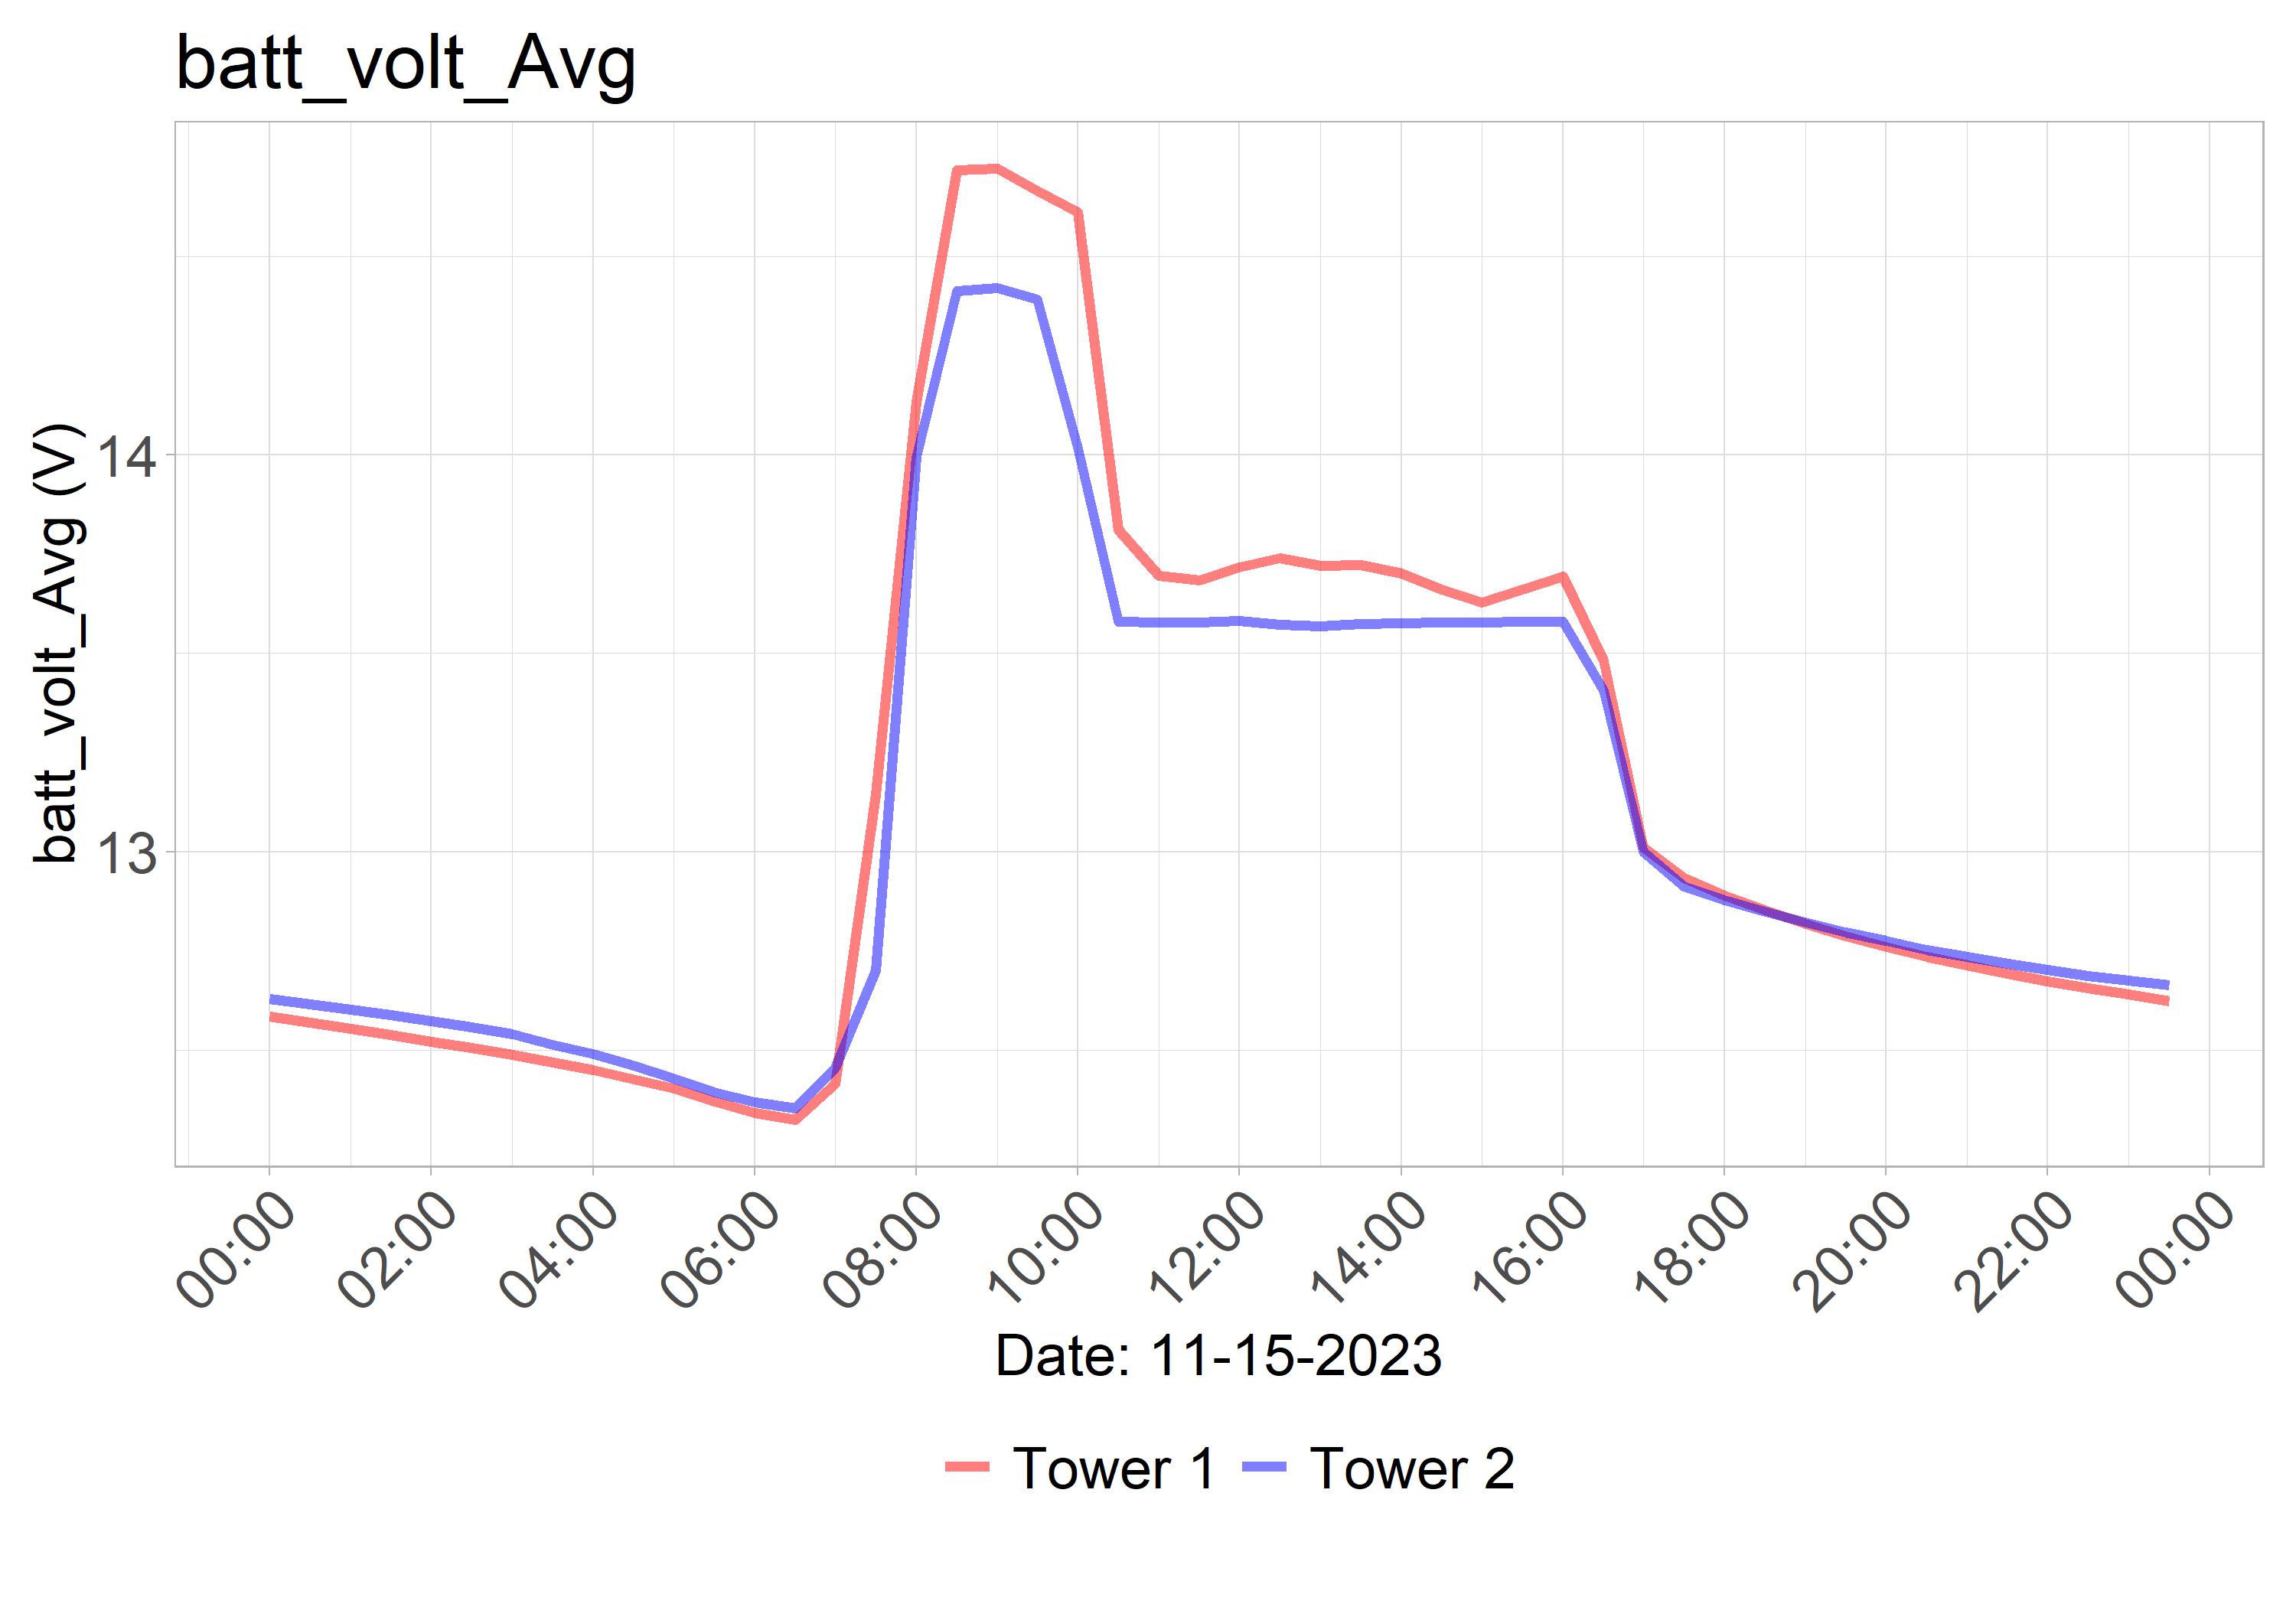 batt_volt_Avg
batt_volt_Avg (V)
14
13
00:00 02:00 04:00 06:00 08:00 10:00 12:00 14:00 16:00 18:00 20:00 22:00 00:00
Date: 11-15-2023
Tower 1 Tower 2